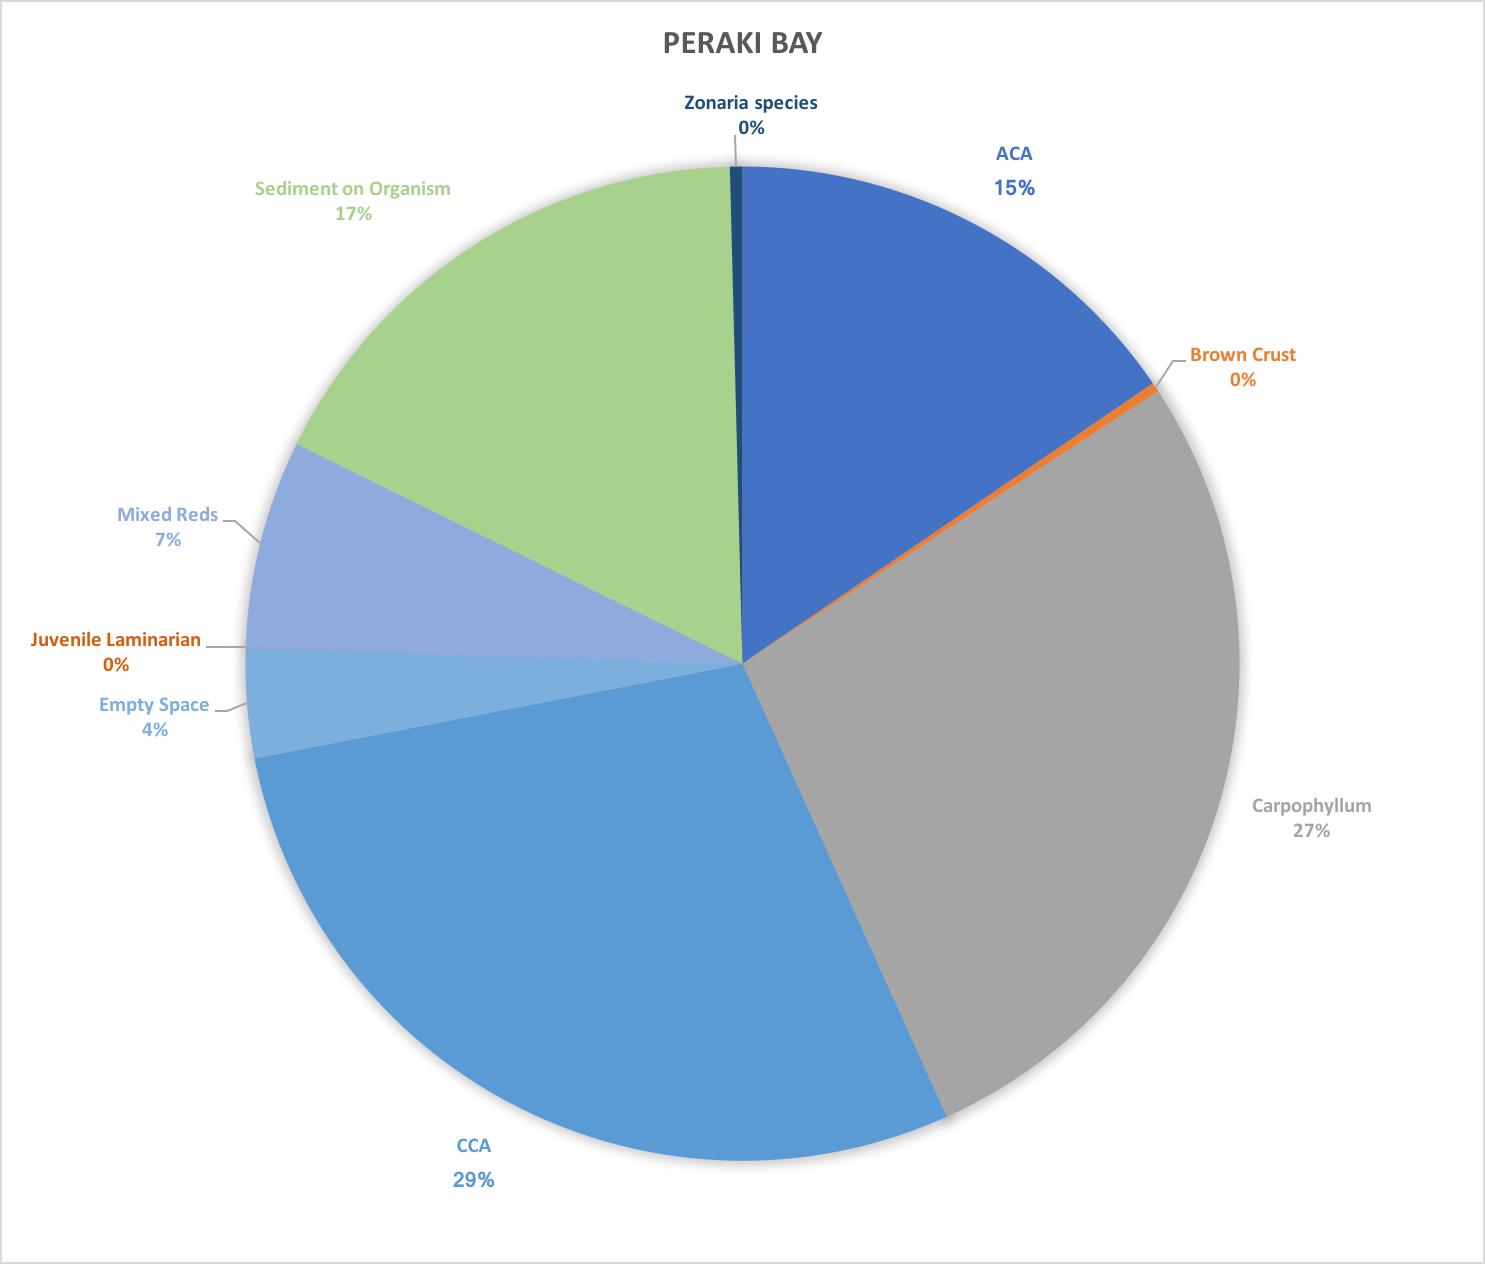 PERAKI BAY
Zonaria species
0%
ACA
15%
Brown Crust
0%
Carpophyllum
27%
CCA
29%
Empty Space
4%
Juvenile Laminarian
0%
Mixed Reds
7%
Sediment on Organism
17%